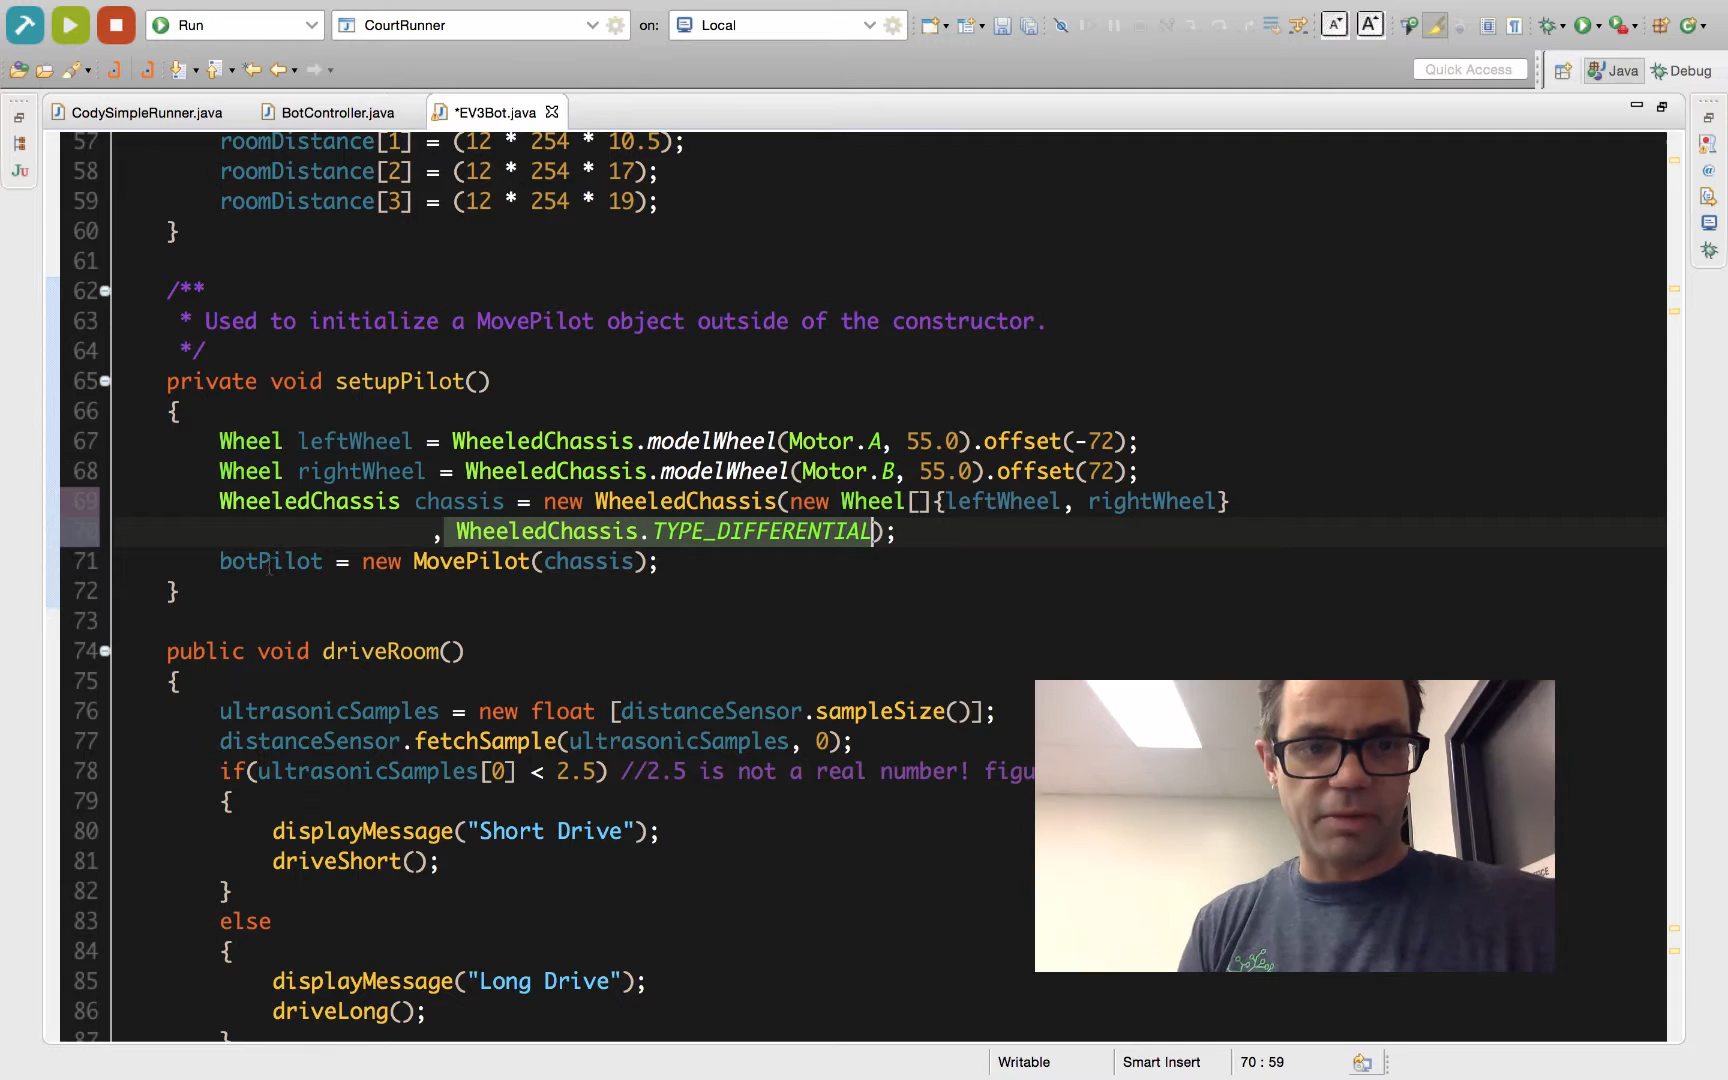 Run
CourtRunner
on:
Local
Quick Access
Java
Debug
CodySimpleRunner.java
BotController.java
*EV3Bot.java
57 roomDistance[1] = (12 * 254 * 10.5);
58 roomDistance[2] = (12 * 254 * 17);
59 roomDistance[3] = (12 * 254 * 19);
60 }
61
62 /**
63 * Used to initialize a MovePilot object outside of the constructor.
64 */
65 private void setupPilot()
66 {
67 Wheel leftWheel = WheeledChassis.modelWheel(Motor.A, 55.0).offset(-72);
68 Wheel rightWheel = WheeledChassis.modelWheel(Motor.B, 55.0).offset(72);
69 WheeledChassis chassis = new WheeledChassis(new Wheel[]{leftWheel, rightWheel}
70 , WheeledChassis.TYPE_DIFFERENTIAL);
71 botPilot = new MovePilot(chassis);
72 }
73
74 public void driveRoom()
75 {
76 ultrasonicSamples = new float [distanceSensor.sampleSize()];
77 distanceSensor.fetchSample(ultrasonicSamples, 0);
78 if(ultrasonicSamples[0] < 2.5) //2.5 is not a real number! figu
79 {
80 displayMessage("Short Drive");
81 driveShort();
82 }
83 else
84 {
85 displayMessage("Long Drive");
86 driveLong();
87 }
Writable
Smart Insert
70 : 59